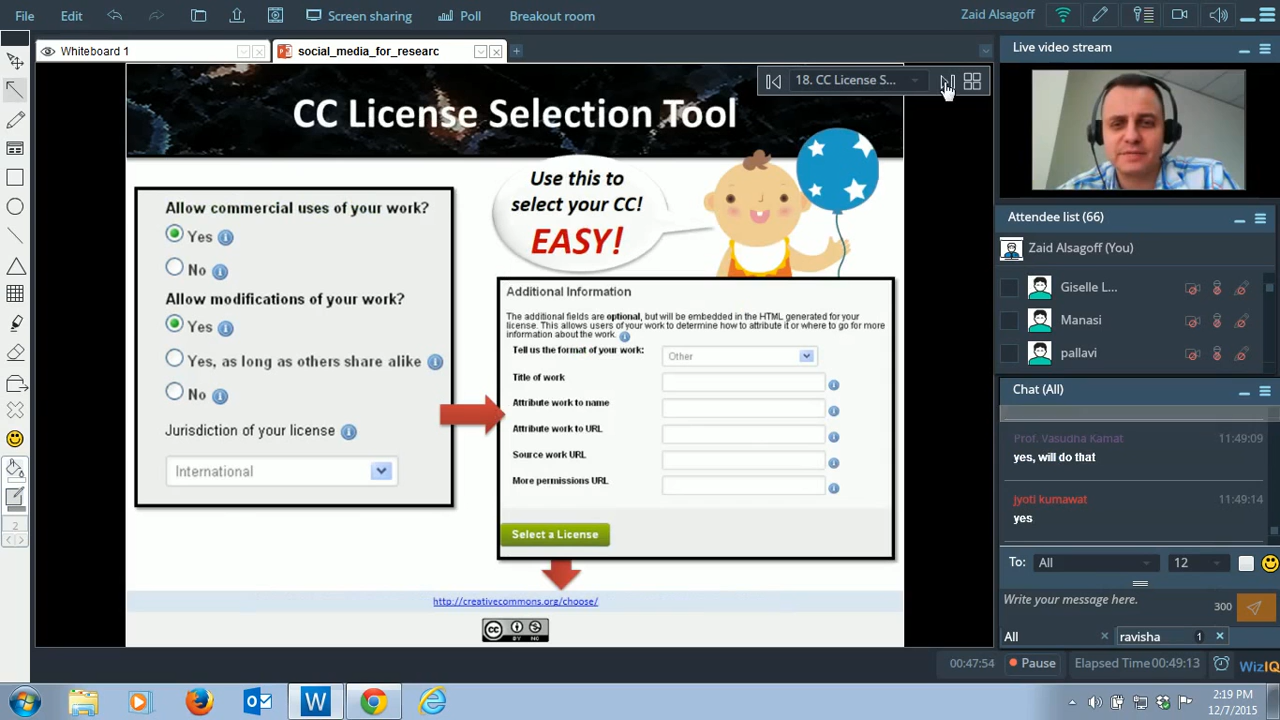 File
Edit
Screen sharing
Poll
Breakout room
Zaid Alsagoff
Whiteboard 1
social_media_for_researc
18. CC License S...
CC License Selection Tool
Use this to
select your CC!
EASY!
Allow commercial uses of your work?
Yes
No
Allow modifications of your work?
Yes
Yes, as long as others share alike
No
Jurisdiction of your license
International
Additional Information
The additional fields are optional, but will be embedded in the HTML generated for your
license. This allows users of your work to determine how to attribute it or where to go for more
information about the work.
Tell us the format of your work:
Other
Title of work
Attribute work to name
Attribute work to URL
Source work URL
More permissions URL
Select a License
http://creativecommons.org/choose/
cc
BY NC
2
Live video stream
Attendee list (66)
Zaid Alsagoff (You)
Giselle L...
Manasi
pallavi
Chat (All)
Prof. Vasudna Kamat 11:49:09
yes, will do that
jyoti kumawat 11:49:14
yes
To: All 12
Write your message here. 300
All
ravisha 1
00:47:54
Pause
Elapsed Time 00:49:13
WizIQ
2:19 PM
12/7/2015